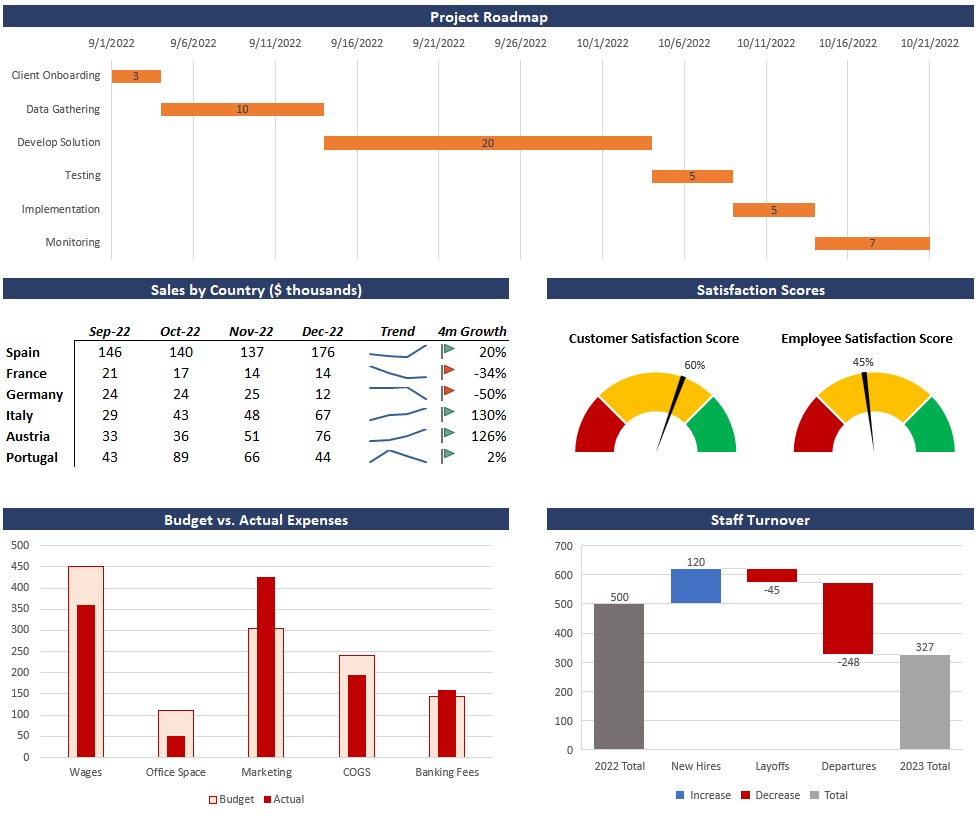 Project Roadmap
9/1/2022 9/6/2022 9/11/2022 9/16/2022 9/21/2022 9/26/2022 10/1/2022 10/6/2022 10/11/2022 10/16/2022 10/21/2022
Client Onboarding 3
Data Gathering 10
Develop Solution 20
Testing 5
Implementation 5
Monitoring 7
Sales by Country ($ thousands)
Sep-22 Oct-22 Nov-22 Dec-22 Trend 4m Growth
Spain 146 140 137 176 20%
France 21 17 14 14 -34%
Germany 24 24 25 12 -50%
Italy 29 43 48 67 130%
Austria 33 36 51 76 126%
Portugal 43 89 66 44 2%
Satisfaction Scores
Customer Satisfaction Score
60%
Employee Satisfaction Score
45%
Budget vs. Actual Expenses
500
450
400
350
300
250
200
150
100
50
0
Wages Office Space Marketing COGS Banking Fees
Budget Actual
Staff Turnover
700
600
500
400
300
200
100
0
500
120
-45
-248
327
2022 Total New Hires Layoffs Departures 2023 Total
Increase Decrease Total